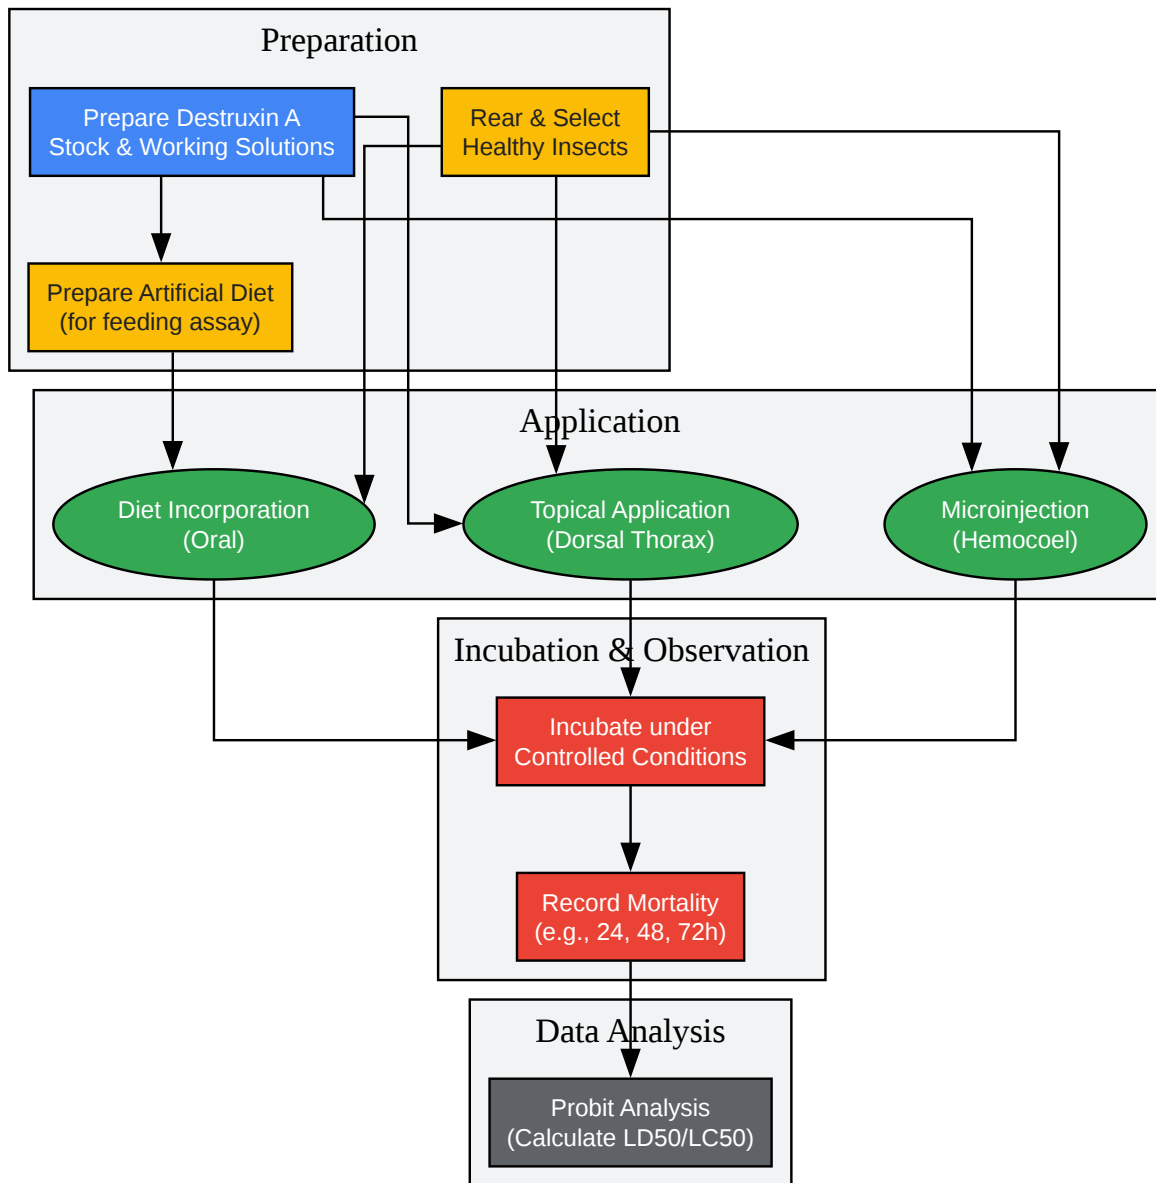 Preparation
Prepare Destruxin A
Stock & Working Solutions
Rear & Select
Healthy Insects
Prepare Artificial Diet
(for feeding assay)
Application
Diet Incorporation
(Oral)
Topical Application
(Dorsal Thorax)
Microinjection
(Hemocoel)
Incubation & Observation
Incubate under
Controlled Conditions
Record Mortality
(e.g., 24, 48, 72h)
Data Analysis
Probit Analysis
(Calculate LD50/LC50)